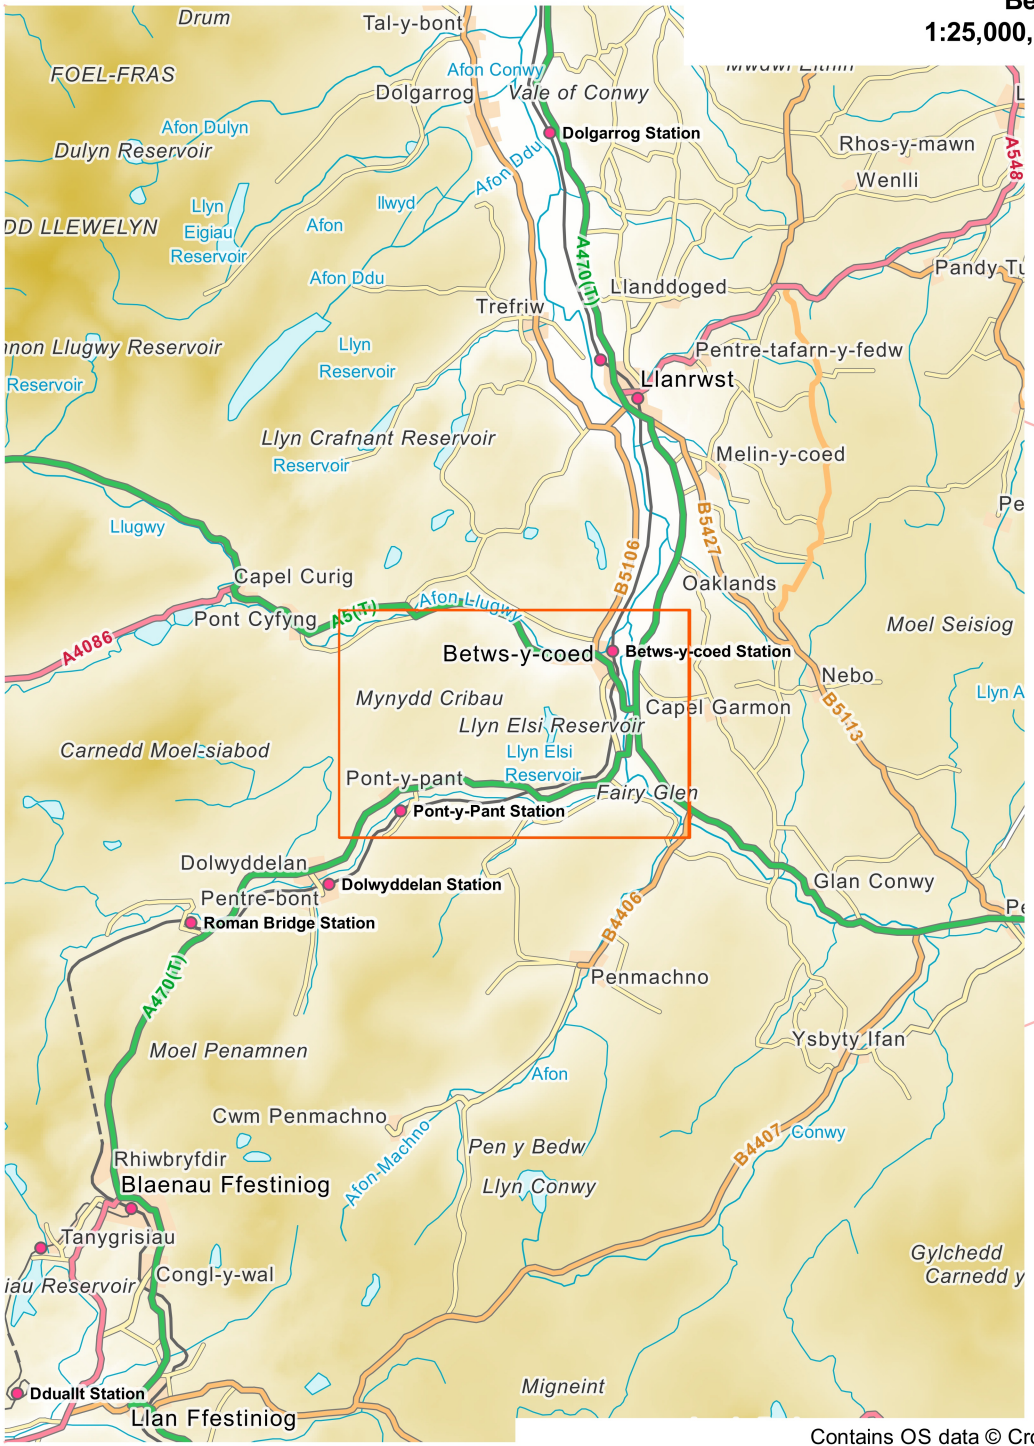 Drum
Tal-y-bont
1:25,000,
FOEL-FRAS
Afon Conwy
Dolgarrog
Vale of Conwy
Afon Dulyn
Dolgarrog Station
Dulyn Reservoir
Rhos-y-mawn
A548
Afon Ddu
Wenlli
Llyn
Eigiau
Reservoir
Ilwyd
Afon
DD LLEWELYN
A470(T)
Afon Ddu
Llanddoged
Pandy Tu
Trefriw
nnon Llugwy Reservoir
Reservoir
Llyn
Reservoir
Pentre-tafarn-y-fedw
Llanrwst
Llyn Crafnant Reservoir
Reservoir
Melin-y-coed
Pe
Llugwy
B5427
B5106
Capel Curig
Oaklands
A5(T)
Afon Llugwy
Pont Cyfyng
A4086
Moel Seisiog
Betws-y-coed
Betws-y-coed Station
Nebo
Mynydd Cribau
Capel Garmon
Llyn A
B5113
Llyn Elsi Reservoir
Carnedd Moel-siabod
Llyn Elsi
Reservoir
Pont-y-pant
Fairy Glen
Pont-y-Pant Station
Dolwyddelan
Dolwyddelan Station
Glan Conwy
Pentre-bont
Pe
Roman Bridge Station
B4406
A470(T)
Penmachno
Moel Penamnen
Ysbyty Ifan
Afon
Cwm Penmachno
Afon-Machno
Pen y Bedw
B4407
Conwy
Rhiwbryfdir
Blaenau Ffestiniog
Llyn Conwy
Tanygrisiau
Gylchedd
Carnedd y
Congl-y-wal
iau Reservoir
Migneint
Dduallt Station
Llan Ffestiniog
Contains OS data © Cro